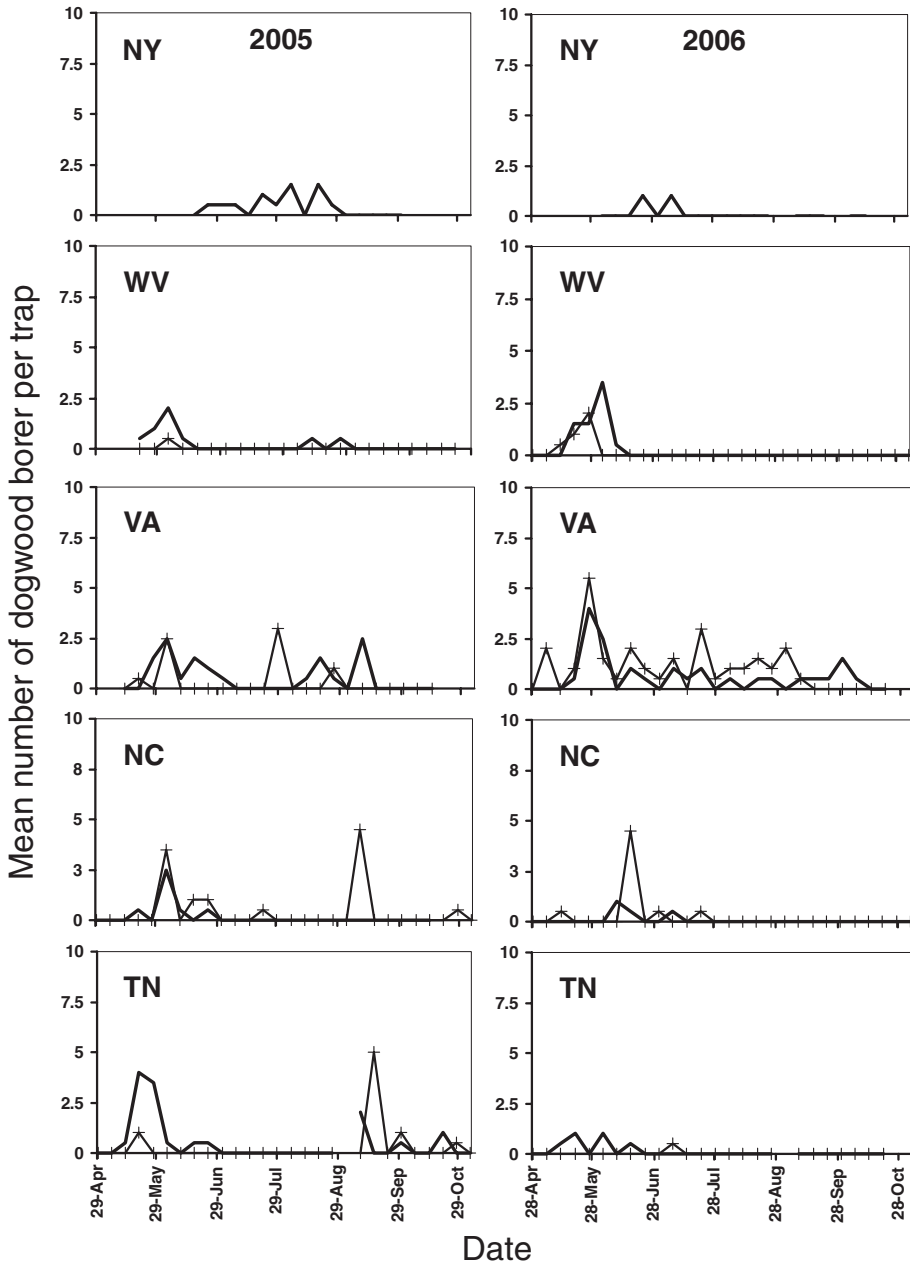 Mean number of dogwood borer per trap
NY 2005
10
7.5
5
2.5
0
NY 2006
10
7.5
5
2.5
0
WV
10
7.5
5
2.5
0
WV
10
7.5
5
2.5
0
VA
10
7.5
5
2.5
0
VA
10
7.5
5
2.5
0
NC
10
8
5
3
0
NC
10
8
5
3
0
TN
10
7.5
5
2.5
0
TN
10
7.5
5
2.5
0
29-Apr
29-May
29-Jun
29-Jul
29-Aug
29-Sep
29-Oct
28-Apr
28-May
28-Jun
28-Jul
28-Aug
28-Sep
28-Oct
Date